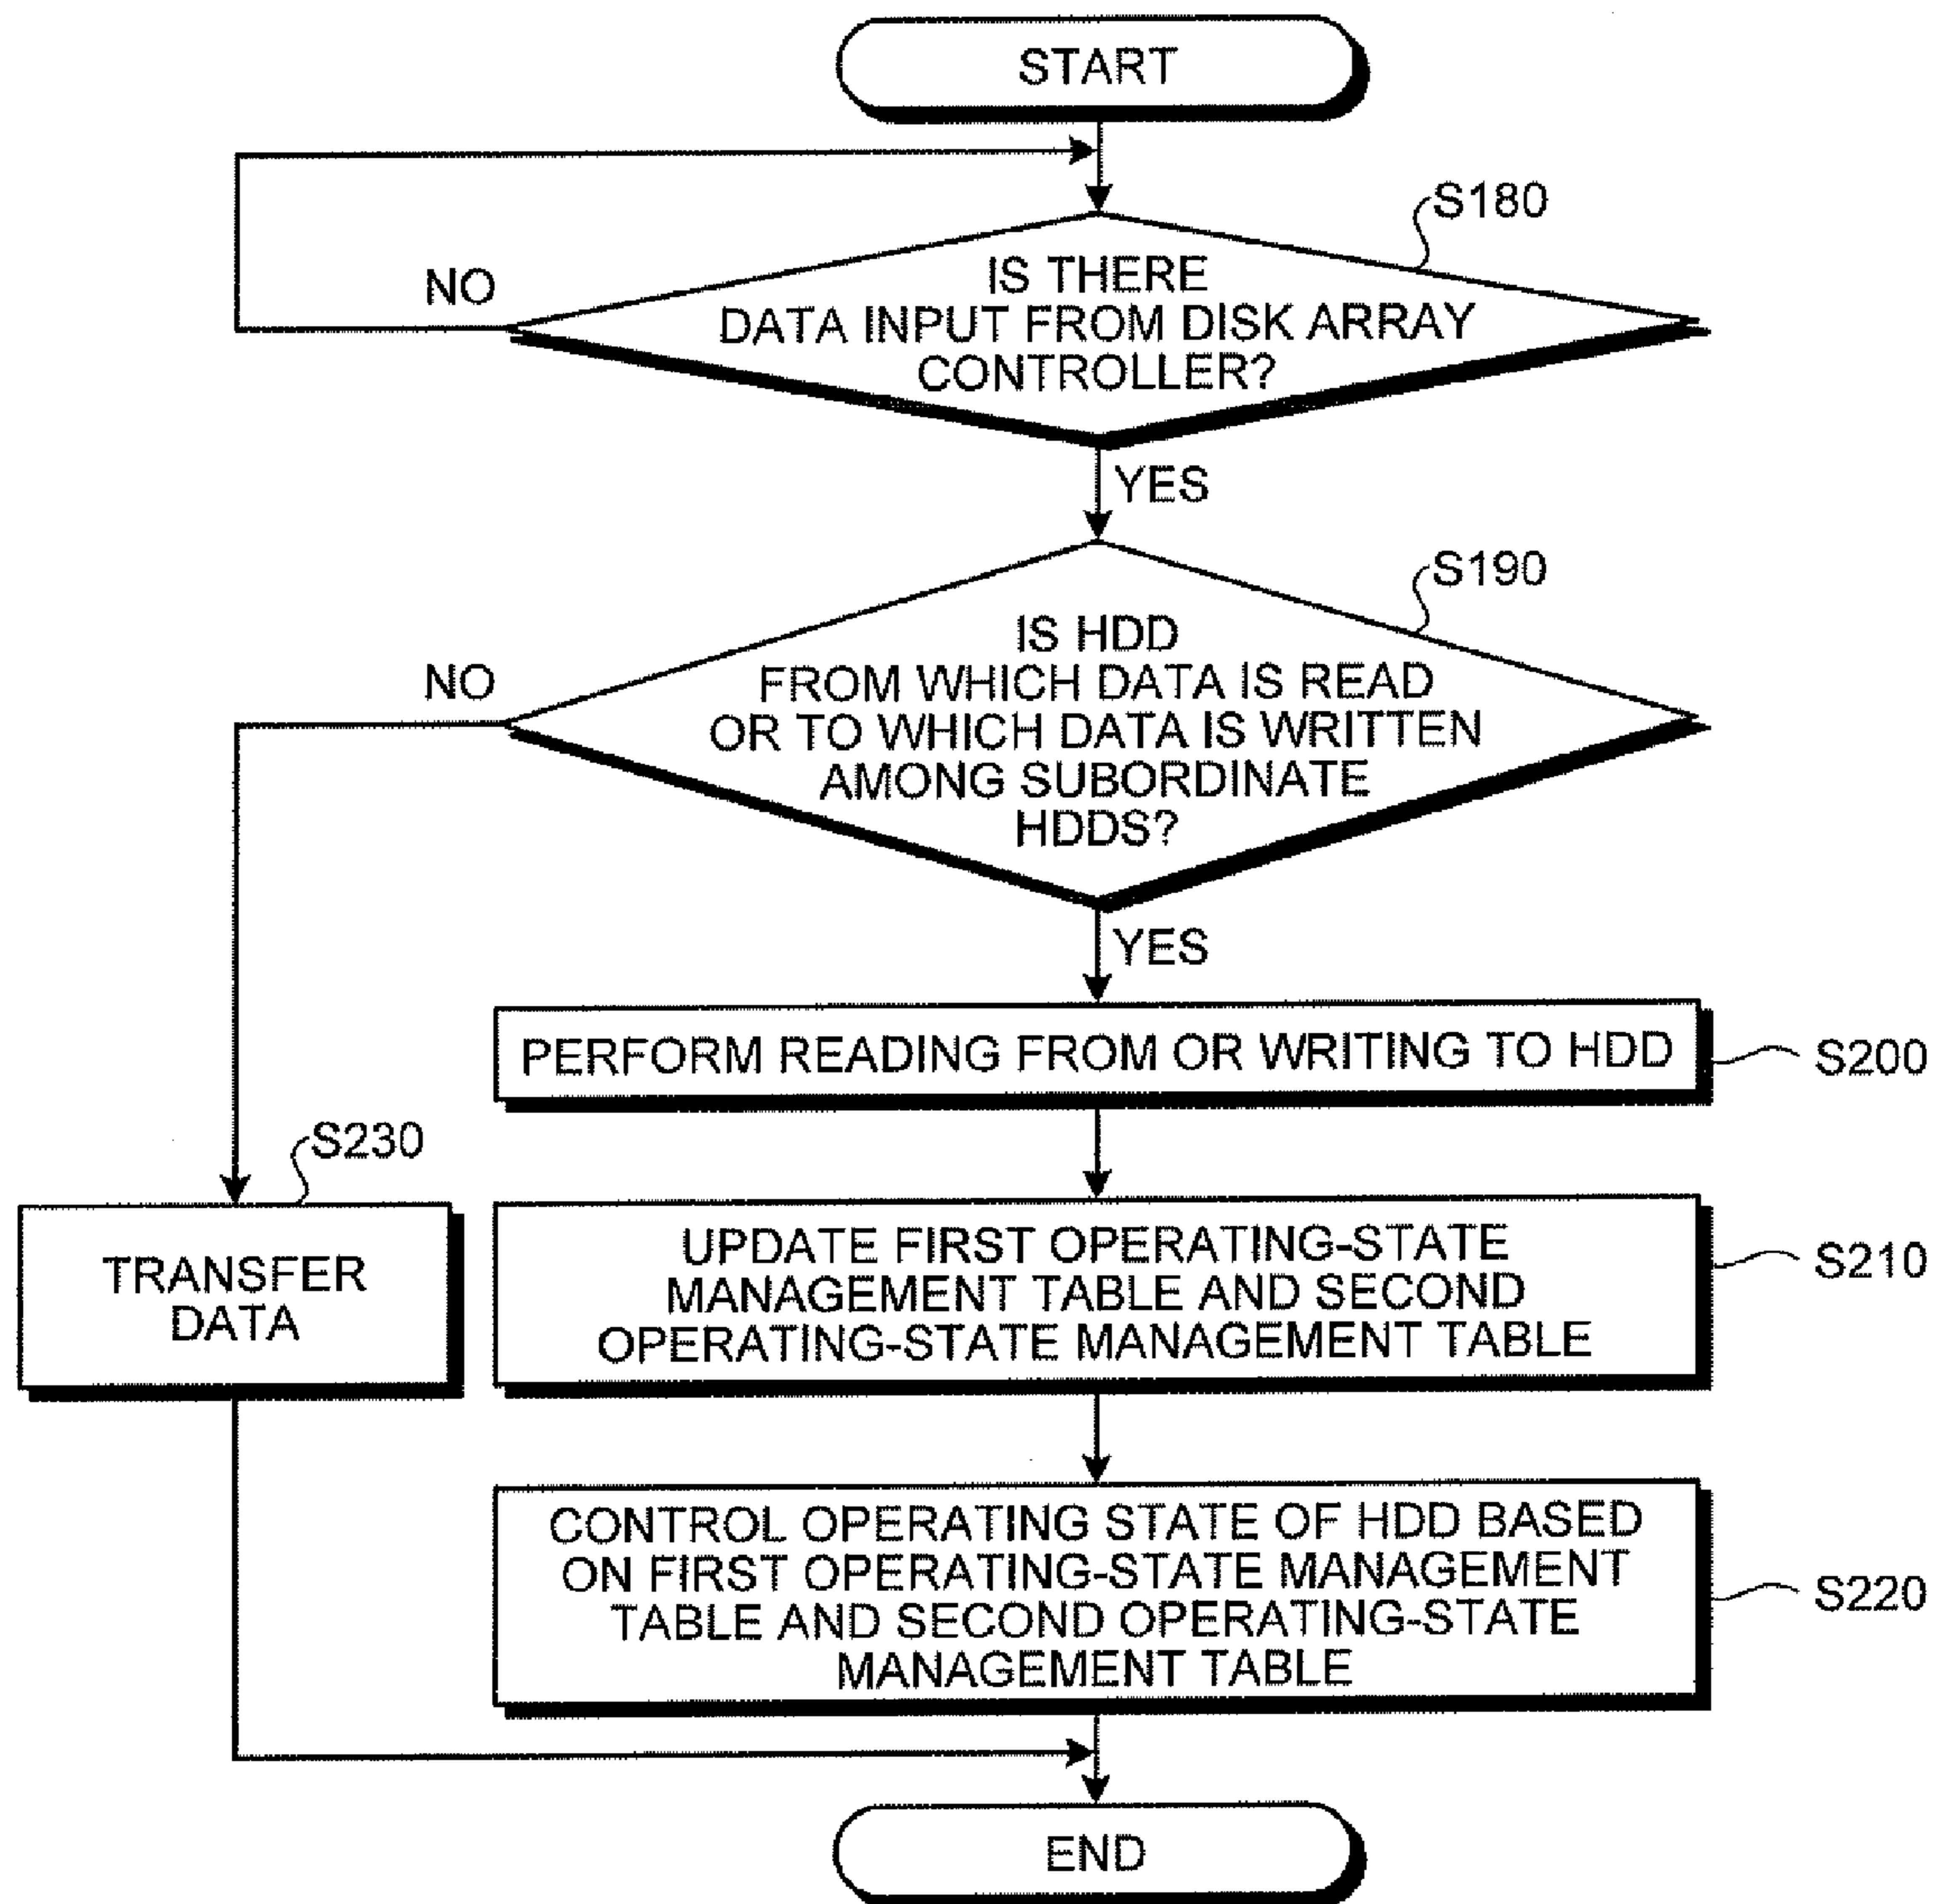 START
S180
NO
IS THERE
DATA INPUT FROM DISK ARRAY
CONTROLLER?
YES
S190
NO
IS HDD
FROM WHICH DATA IS READ
OR TO WHICH DATA IS WRITTEN
AMONG SUBORDINATE
HDDS?
YES
PERFORM READING FROM OR WRITING TO HDD
S200
S230
TRANSFER
DATA
UPDATE FIRST OPERATING-STATE
MANAGEMENT TABLE AND SECOND
OPERATING-STATE MANAGEMENT TABLE
S210
CONTROL OPERATING STATE OF HDD BASED
ON FIRST OPERATING-STATE MANAGEMENT
TABLE AND SECOND OPERATING-STATE
MANAGEMENT TABLE
S220
END